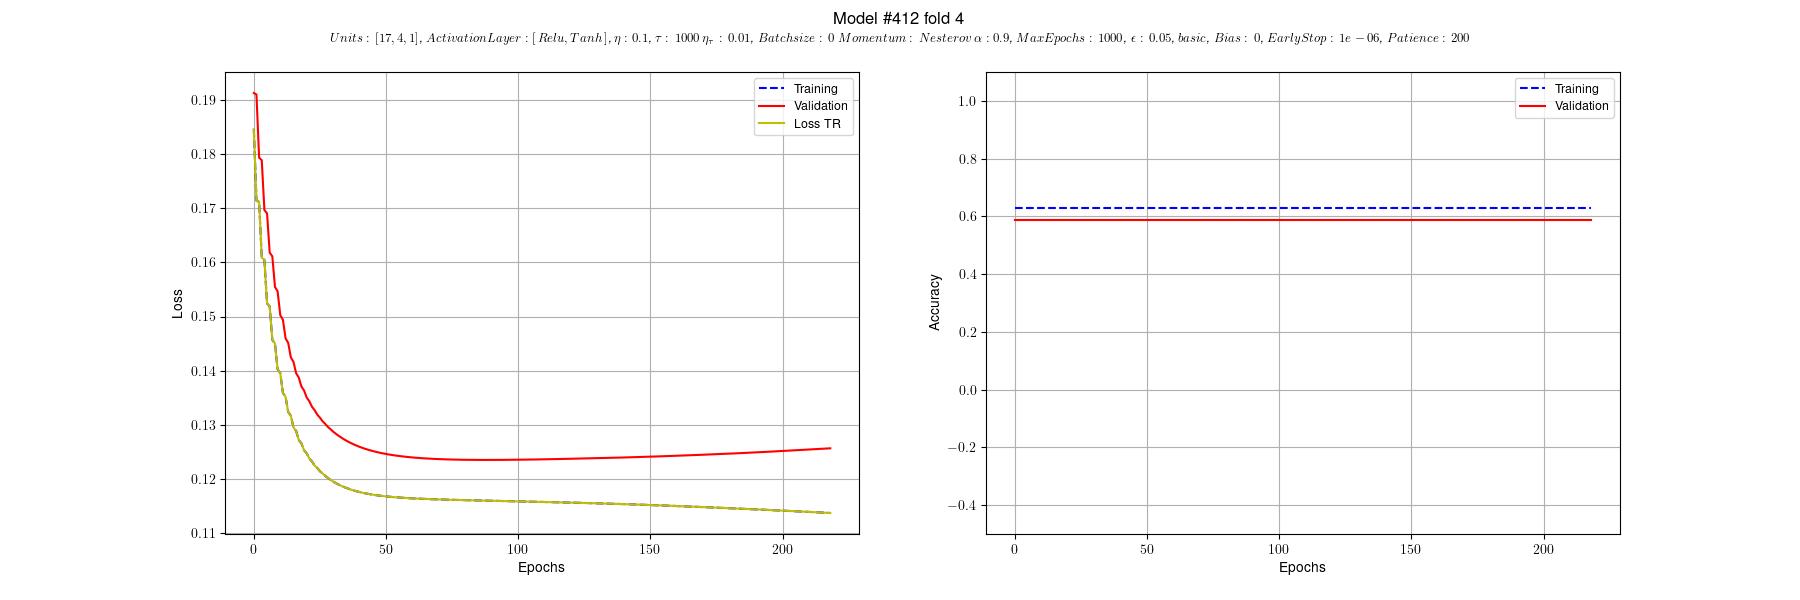 Model #412 fold 4
Units : [17, 4, 1], ActivationLayer : [Relu, Tanh], η : 0.1, τ : 1000 ητ : 0.01, Batchsize : 0 Momentum : Nesterov α : 0.9, MaxEpochs : 1000, ϵ : 0.05, basic, Bias : 0, EarlyStop : 1e − 06, Patience : 200
Training
Validation
Loss TR
0.19
0.18
0.17
0.16
0.15
0.14
0.13
0.12
0.11
Loss
0 50 100 150 200
Epochs
Training
Validation
1.0
0.8
0.6
0.4
0.2
0.0
−0.2
−0.4
Accuracy
0 50 100 150 200
Epochs